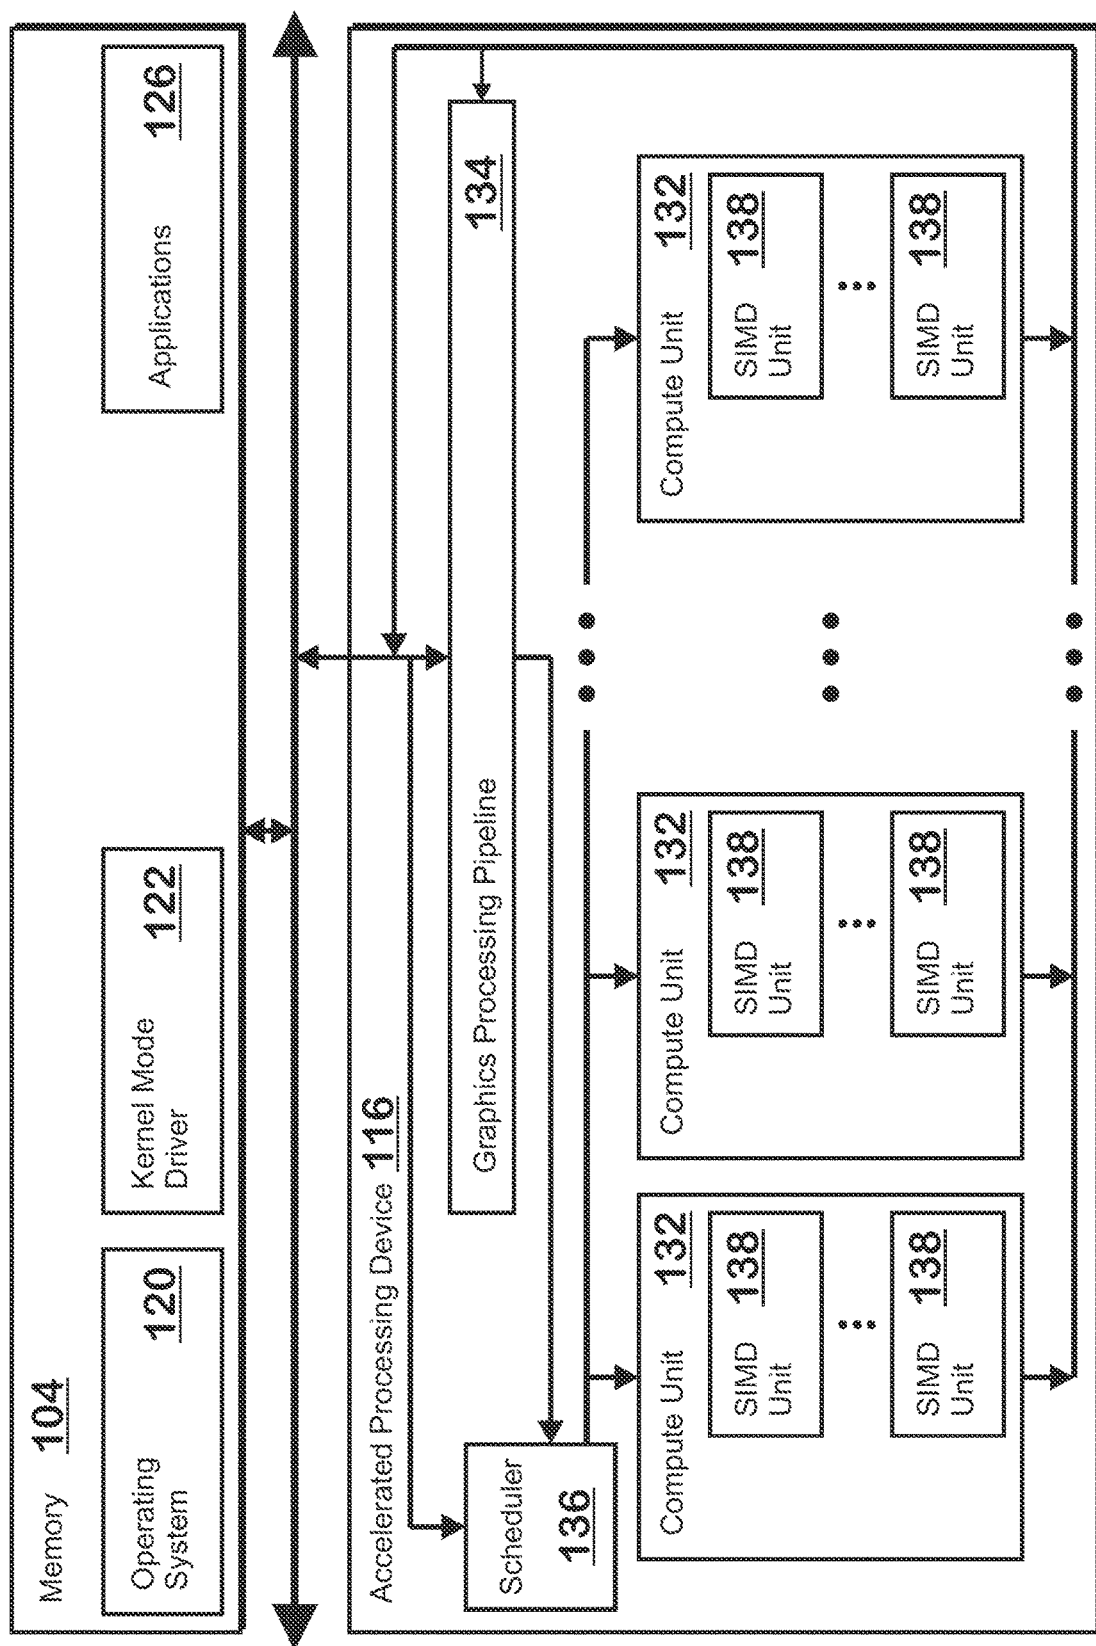 Memory 104
Operating
System
120
Kernel Mode
Driver
122
Applications
126
Accelerated Processing Device 116
Scheduler
136
Graphics Processing Pipeline
134
Compute Unit 132
SIMD
Unit
138
SIMD
Unit
138
Compute Unit 132
SIMD
Unit
138
SIMD
Unit
138
Compute Unit 132
SIMD
Unit
138
SIMD
Unit
138